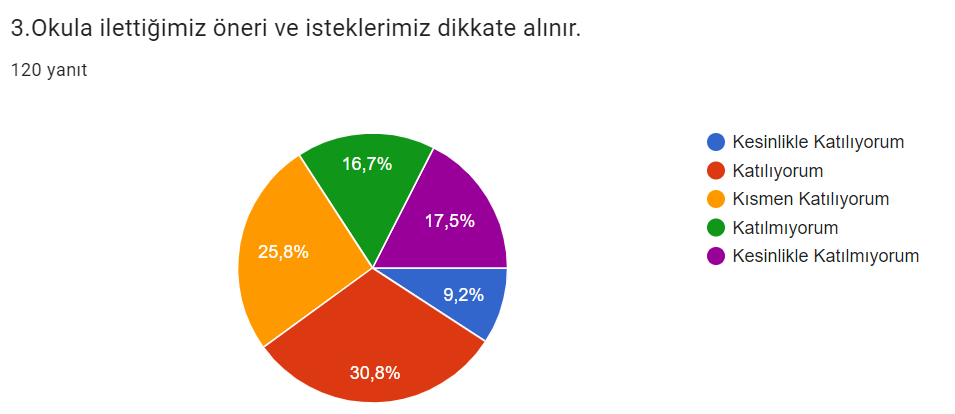 3.Okula ilettiğimiz öneri ve isteklerimiz dikkate alınır.
120 yanıt
Kesinlikle Katılıyorum
Katılıyorum
Kısmen Katılıyorum
Katılmıyorum
Kesinlikle Katılmıyorum
16,7%
17,5%
25,8%
9,2%
30,8%